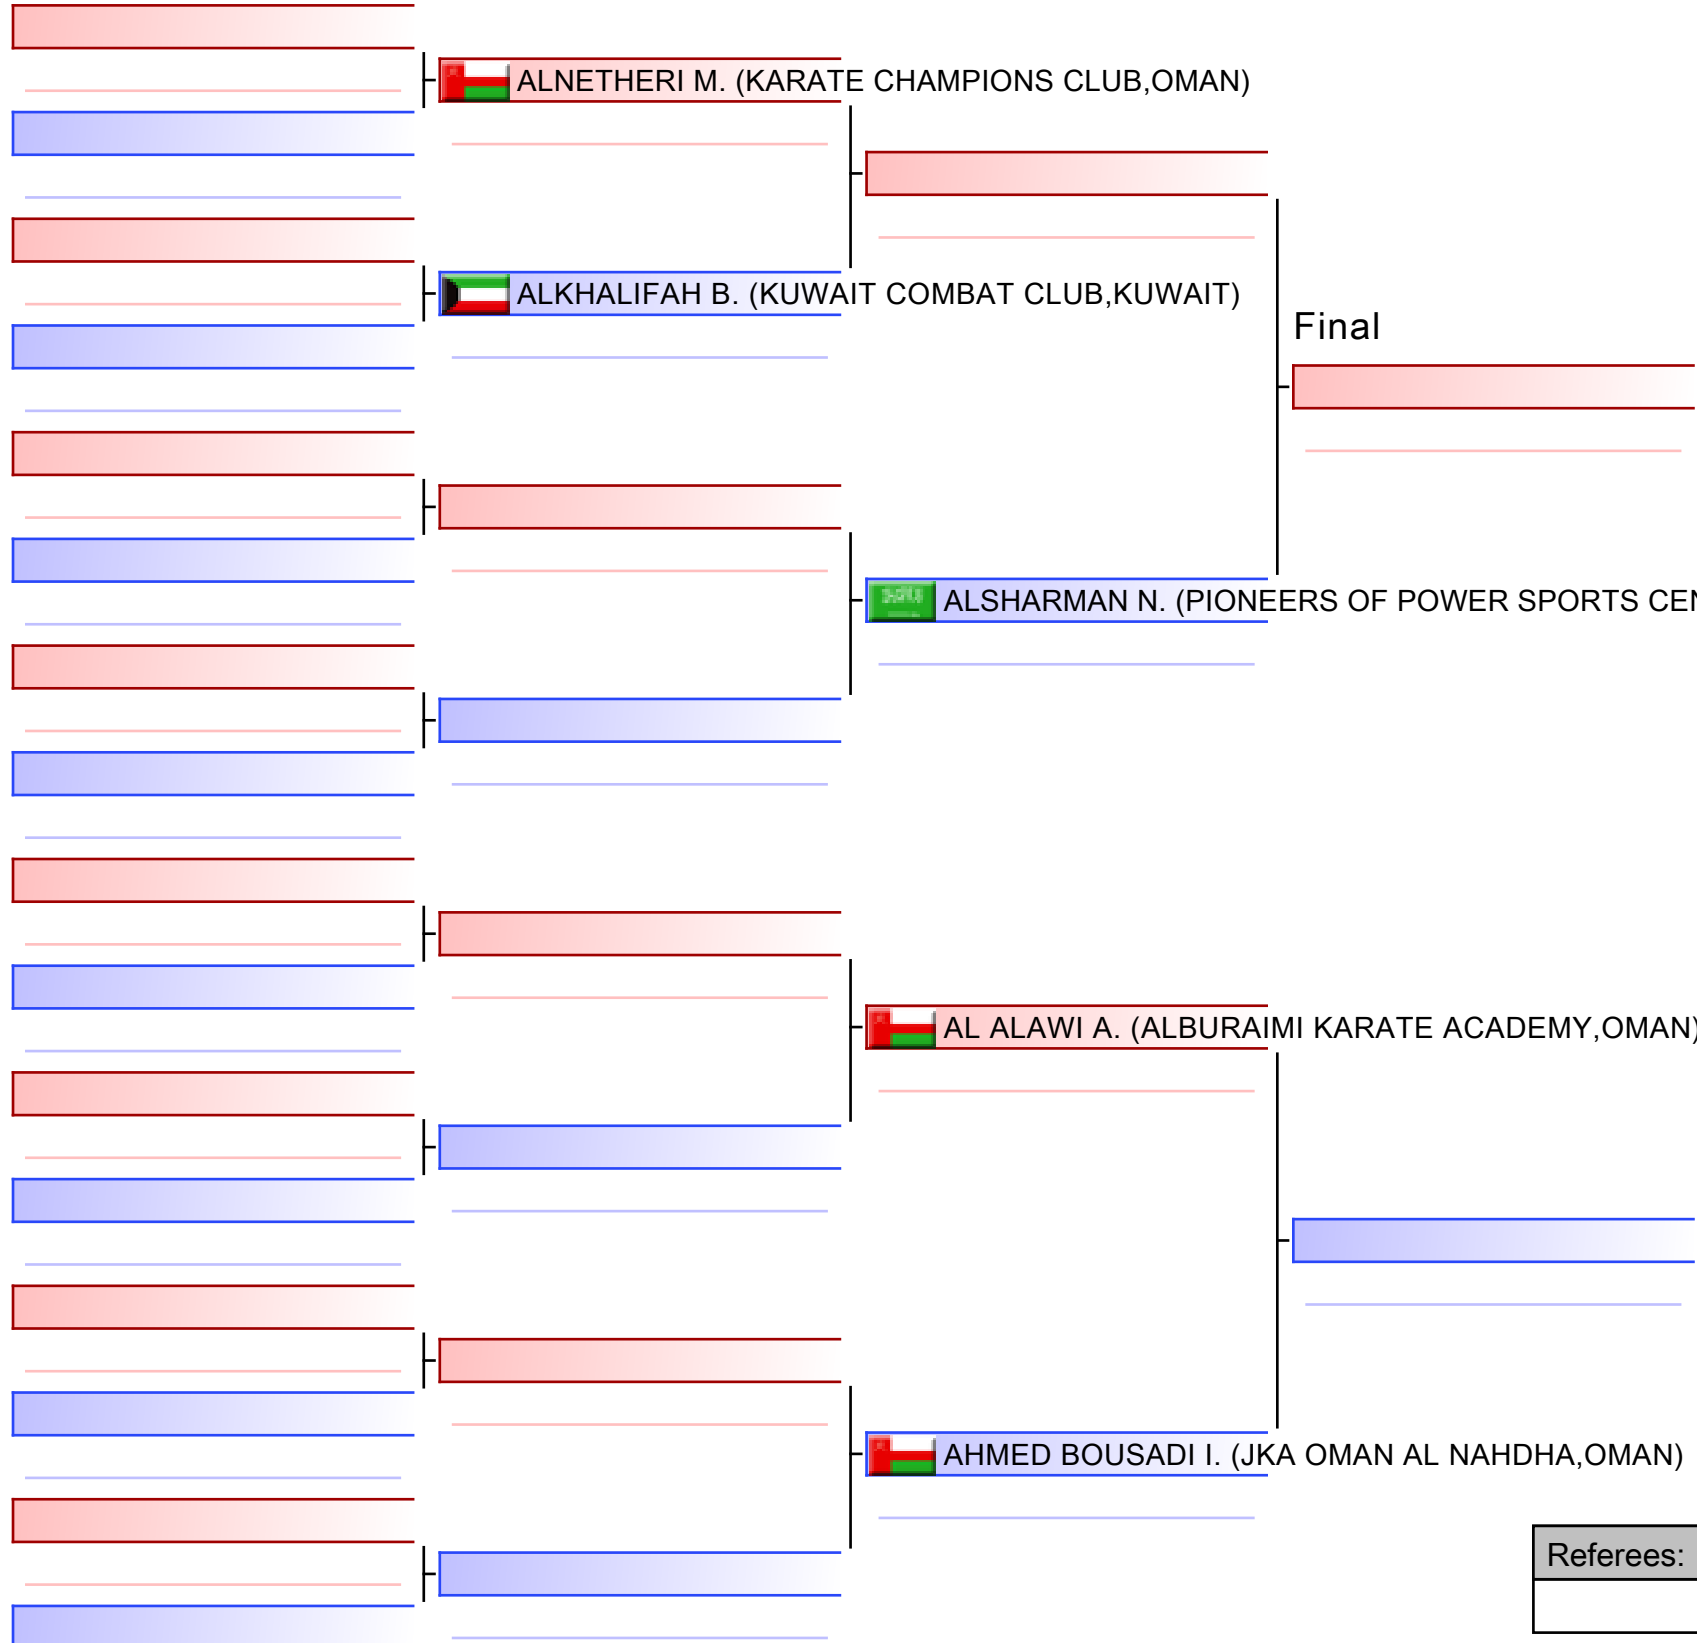 ALNETHERI M. (KARATE CHAMPIONS CLUB,OMAN)
ALKHALIFAH B. (KUWAIT COMBAT CLUB,KUWAIT)
Final
ALSHARMAN N. (PIONEERS OF POWER SPORTS CEN
AL ALAWI A. (ALBURAIMI KARATE ACADEMY,OMAN)
AHMED BOUSADI I. (JKA OMAN AL NAHDHA,OMAN)
Referees: